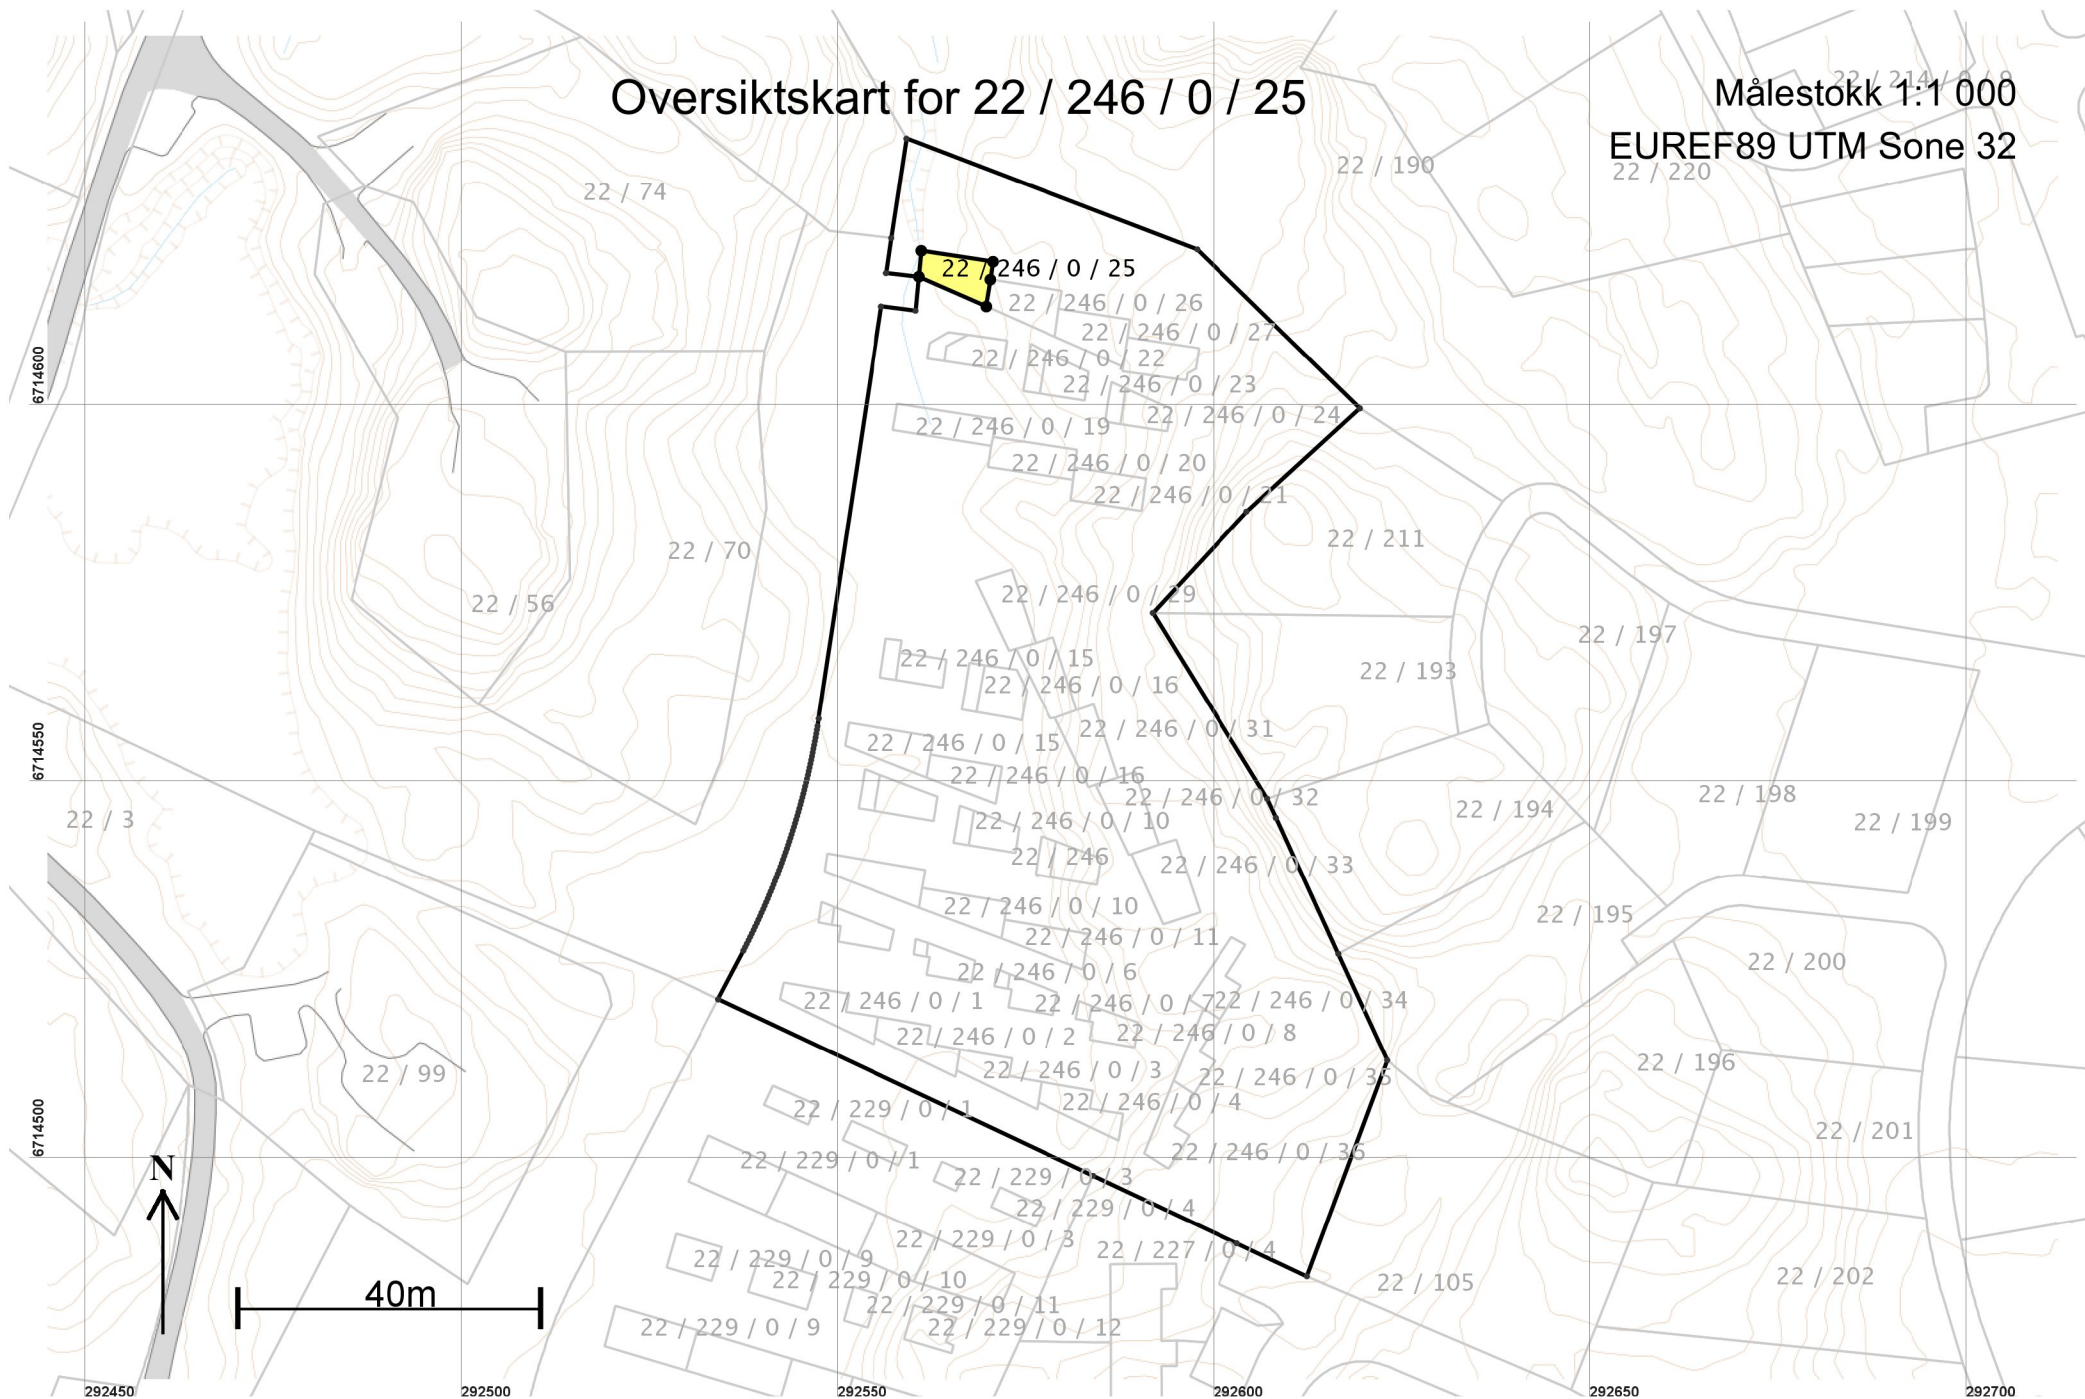 Oversiktskart for 22 / 246 / 0 / 25
Målestokk 1:1 000
EUREF89 UTM Sone 32
22 / 214 / 0 / 8
22 / 190
22 / 220
22 / 74
22 / 246 / 0 / 25
22 / 246 / 0 / 26
22 / 246 / 0 / 27
22 / 246 / 0 / 22
22 / 246 / 0 / 23
22 / 246 / 0 / 24
22 / 246 / 0 / 19
22 / 246 / 0 / 20
22 / 246 / 0 / 21
6714600
22 / 211
22 / 70
22 / 56
22 / 246 / 0 / 29
22 / 197
22 / 246 / 0 / 15
22 / 193
22 / 246 / 0 / 16
22 / 246 / 0 / 31
22 / 246 / 0 / 15
6714550
22 / 246 / 0 / 16
22 / 246 / 0 / 32
22 / 198
22 / 194
22 / 3
22 / 246 / 0 / 10
22 / 199
22 / 246
22 / 246 / 0 / 33
22 / 246 / 0 / 10
22 / 195
22 / 246 / 0 / 11
22 / 200
22 / 246 / 0 / 6
22 / 246 / 0 / 1
22 / 246 / 0 / 7
22 / 246 / 0 / 34
22 / 246 / 0 / 2
22 / 246 / 0 / 8
22 / 196
22 / 246 / 0 / 3
22 / 99
22 / 246 / 0 / 35
22 / 246 / 0 / 4
22 / 229 / 0 / 1
6714500
22 / 201
22 / 246 / 0 / 36
22 / 229 / 0 / 1
N
22 / 229 / 0 / 3
22 / 229 / 0 / 4
22 / 229 / 0 / 3
22 / 227 / 0 / 4
22 / 229 / 0 / 9
22 / 202
22 / 229 / 0 / 10
22 / 105
40m
22 / 229 / 0 / 11
22 / 229 / 0 / 9
22 / 229 / 0 / 12
292450
292500
292550
292600
292650
292700